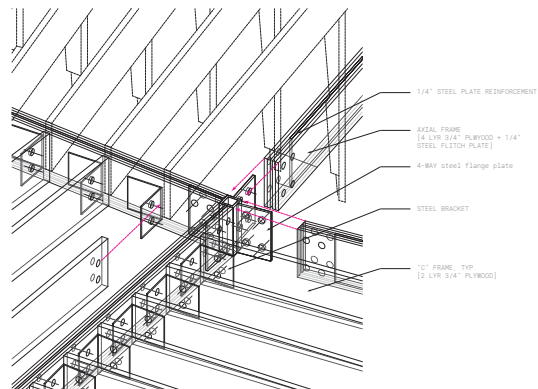 1/4" STEEL PLATE REINFORCEMENT
AXIAL FRAME
[4 LYR 3/4" PLWYOOD + 1/4"
STEEL FLITCH PLATE]
4-WAY steel flange plate
STEEL BRACKET
"C" FRAME, TYP
[2 LYR 3/4" PLYWOOD]